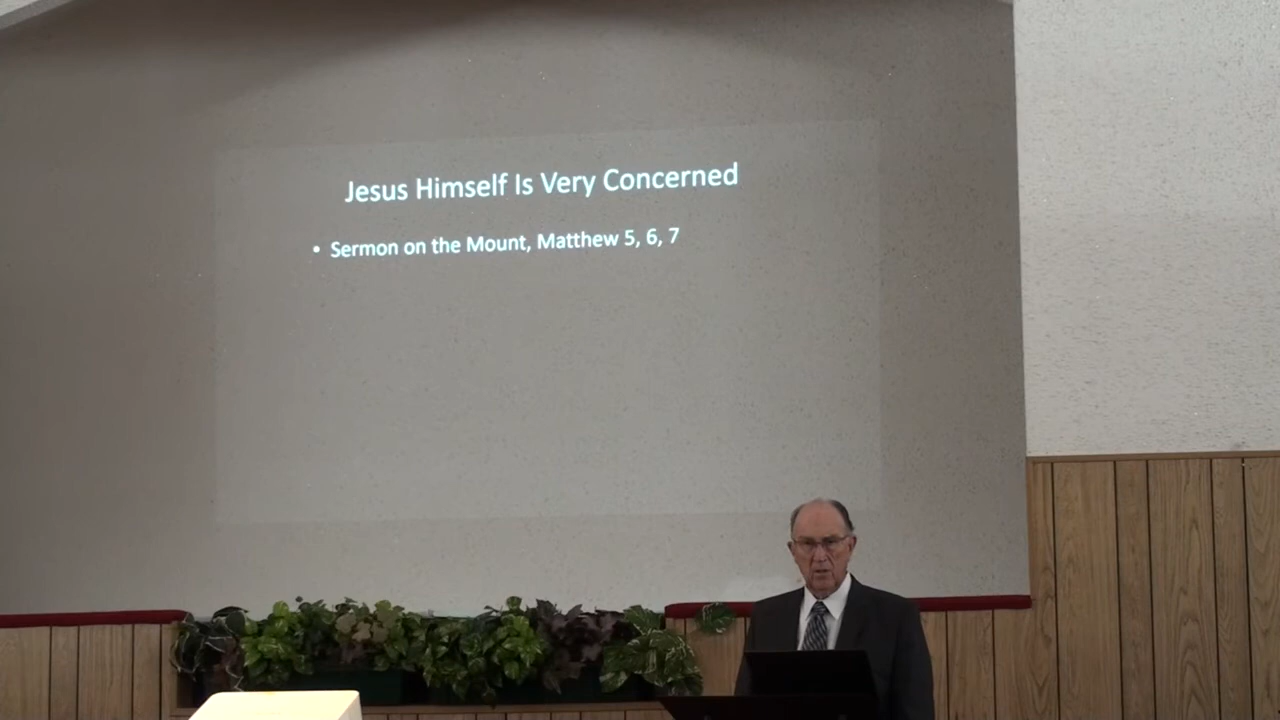 Jesus Himself Is Very Concerned
• Sermon on the Mount, Matthew 5, 6, 7